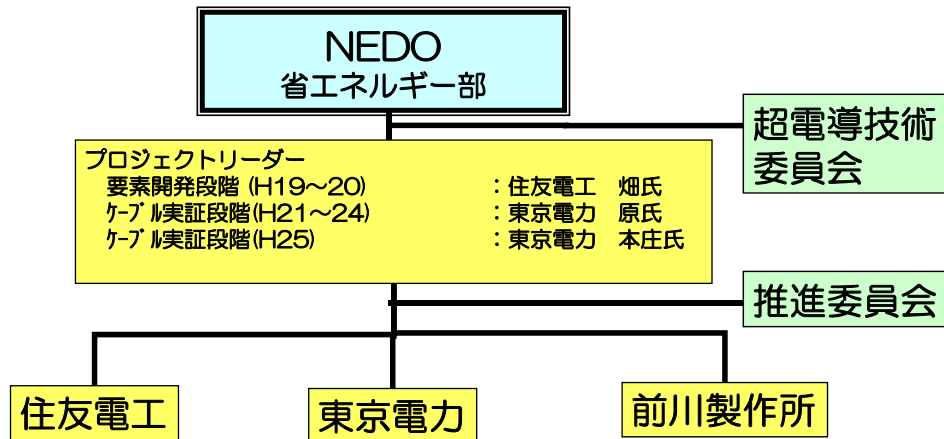 NEDO
省エネルギー部
超電導技術
委員会
プロジェクトリーダー
要素開発段階 (H19～20) ：住友電工　畑氏
ｹｰﾌﾞﾙ実証段階(H21～24) ：東京電力　原氏
ｹｰﾌﾞﾙ実証段階(H25) ：東京電力　本庄氏
推進委員会
住友電工
東京電力
前川製作所